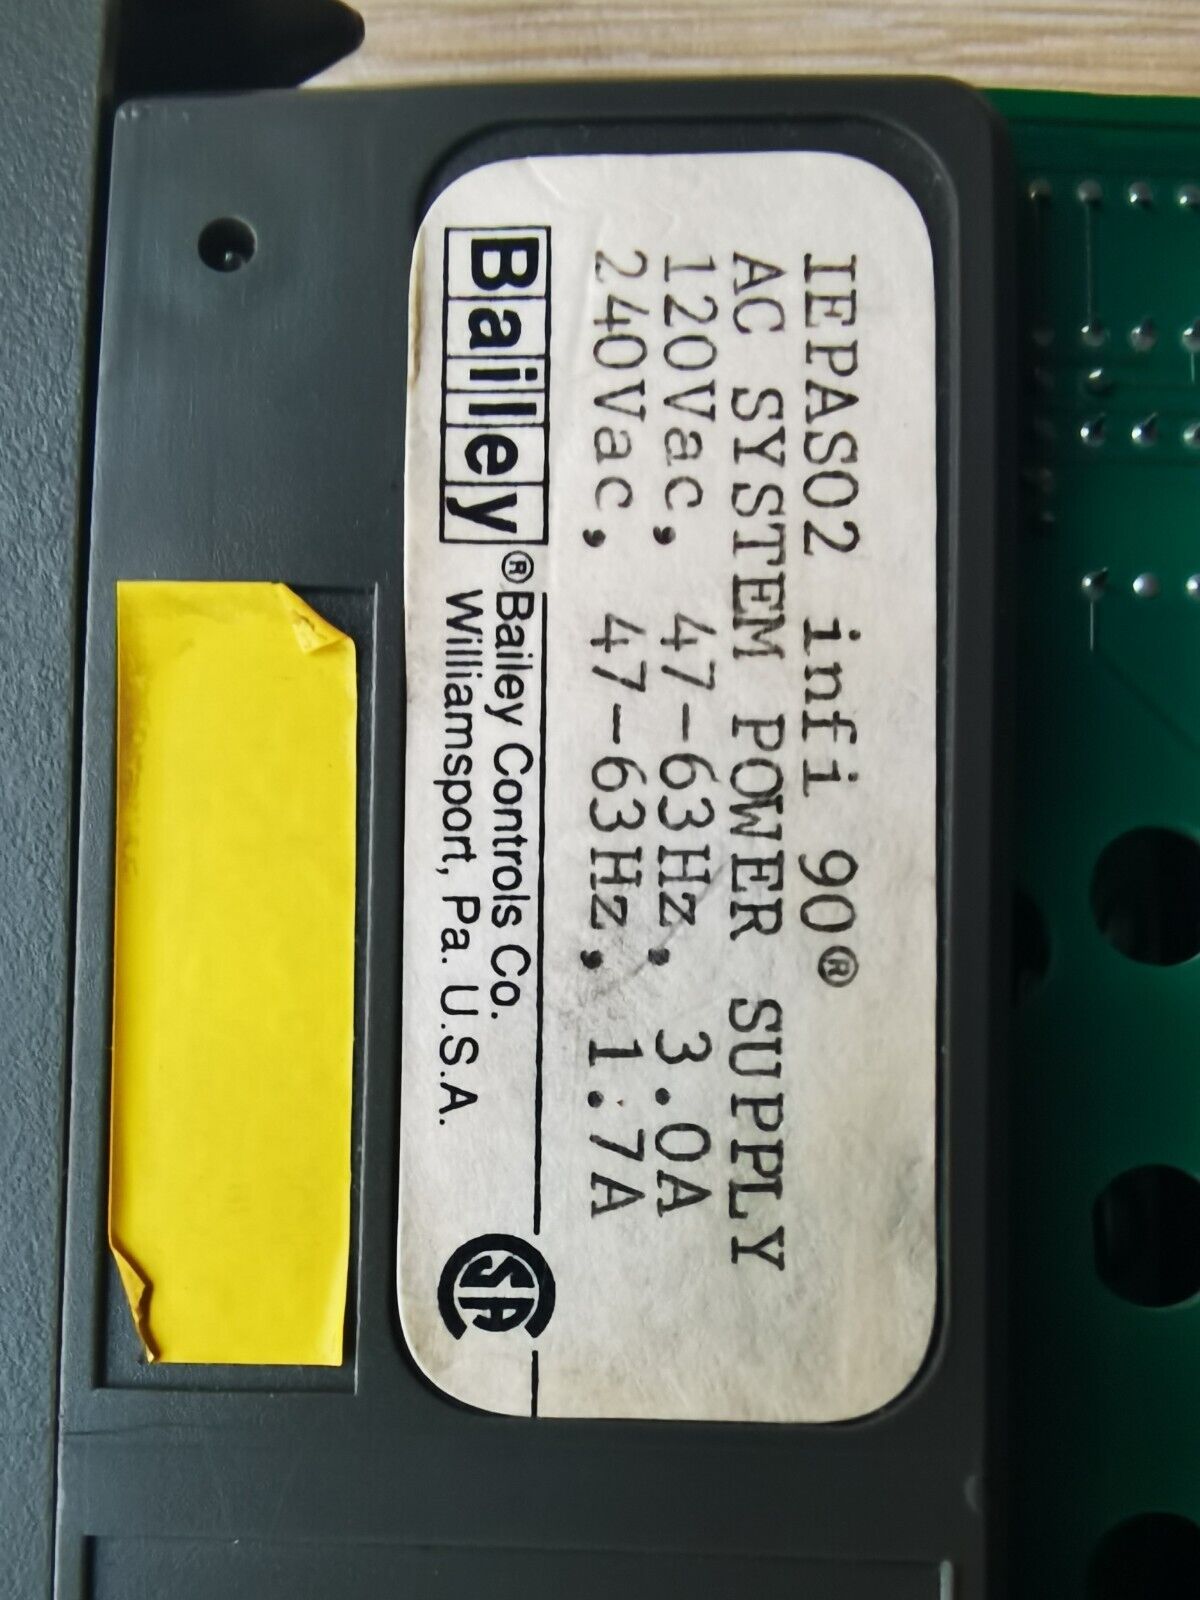 IEPAS02 infi 90®
AC SYSTEM POWER SUPPLY
120Vac, 47-63Hz, 3.0A
240Vac, 47-63Hz, 1.7A
Bailey® Bailey Controls Co.
Williamsport, Pa. U.S.A.
SA